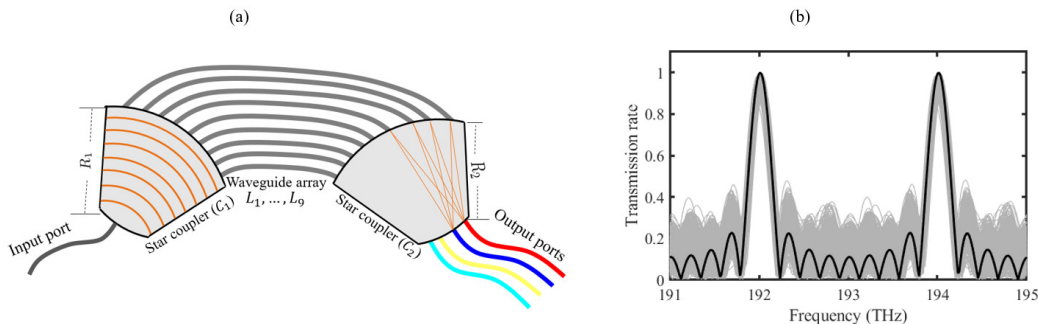 (a)
(b)
R₁
Input port
Star coupler (C₁)
Waveguide array
L₁, ..., L₉
Star coupler (C₂)
R₂
Output ports
Transmission rate
1
0.8
0.6
0.4
0.2
0
191
192
193
194
195
Frequency (THz)